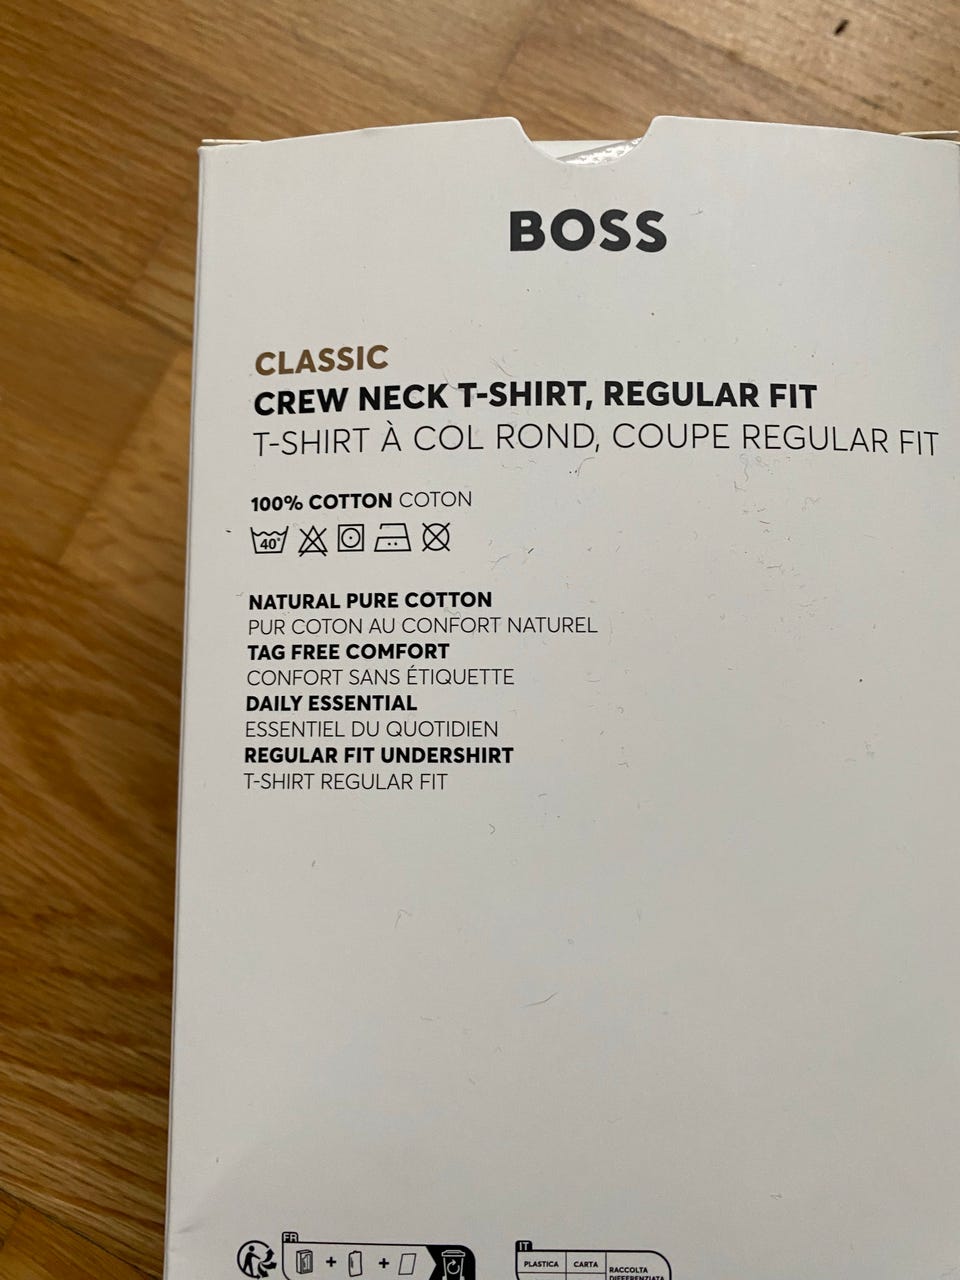 BOSS
CLASSIC
CREW NECK T-SHIRT, REGULAR FIT
T-SHIRT À COL ROND, COUPE REGULAR FIT
100% COTTON COTON
40°
NATURAL PURE COTTON
PUR COTON AU CONFORT NATUREL
TAG FREE COMFORT
CONFORT SANS ÉTIQUETTE
DAILY ESSENTIAL
ESSENTIEL DU QUOTIDIEN
REGULAR FIT UNDERSHIRT
T-SHIRT REGULAR FIT
FR
+ +
IT
PLASTICA CARTA RACCOLTA
DIFFERENZIATA